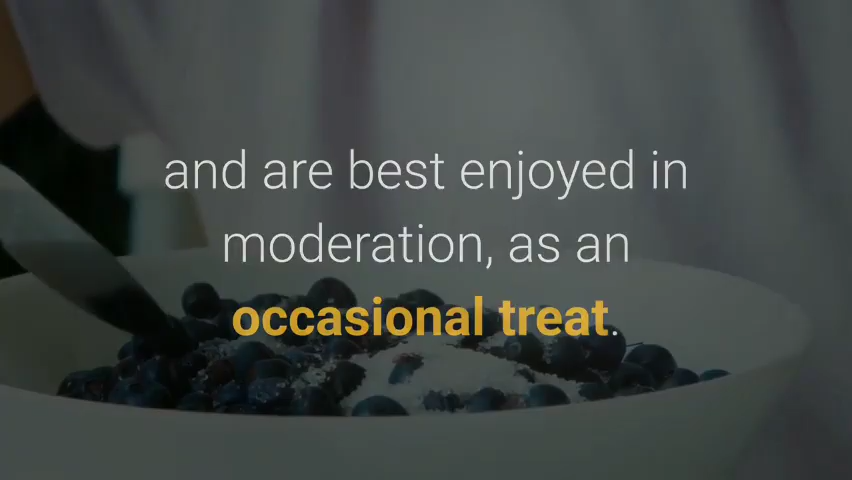 and are best enjoyed in
moderation, as an
occasional treat.